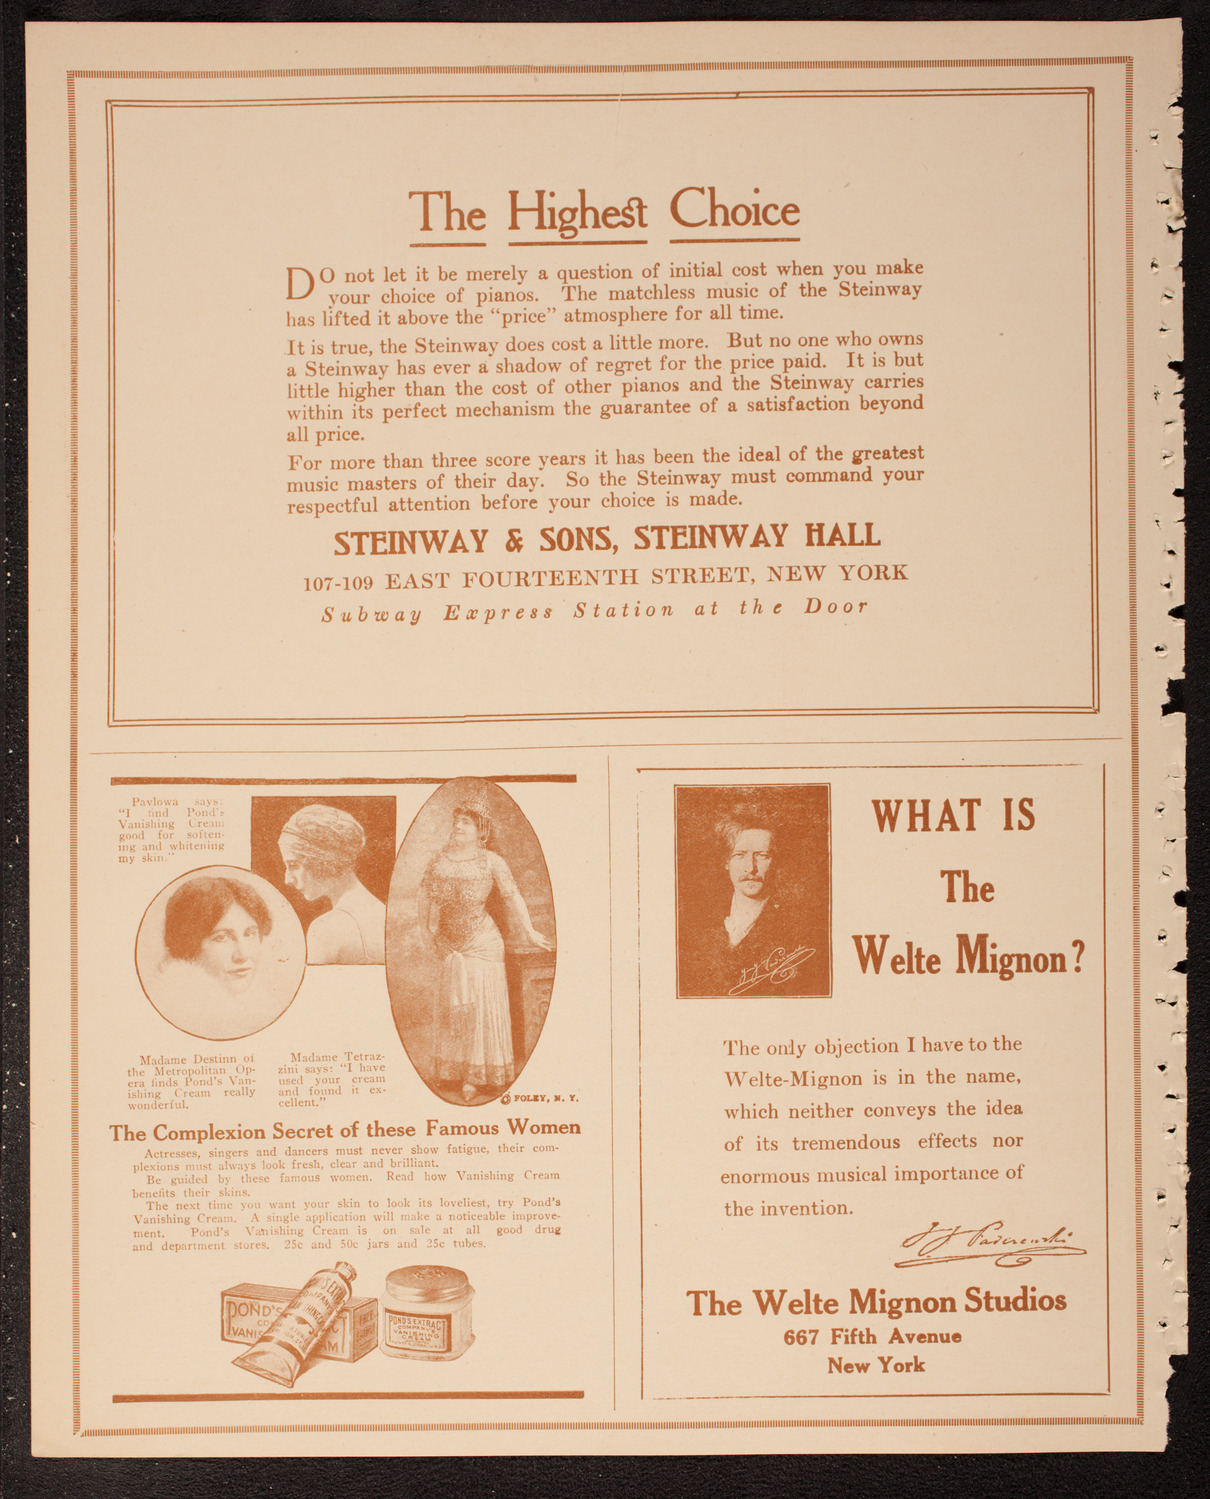 The Highest Choice
DO not let it be merely a question of initial cost when you make
your choice of pianos. The matchless music of the Steinway
has lifted it above the "price" atmosphere for all time.
It is true, the Steinway does cost a little more. But no one who owns
a Steinway has ever a shadow of regret for the price paid. It is but
little higher than the cost of other pianos and the Steinway carries
within its perfect mechanism the guarantee of a satisfaction beyond
all price.
For more than three score years it has been the ideal of the greatest
music masters of their day. So the Steinway must command your
respectful attention before your choice is made.
STEINWAY & SONS, STEINWAY HALL
107-109 EAST FOURTEENTH STREET, NEW YORK
Subway Express Station at the Door
Pavlowa says:
"I find Pond's
Vanishing Cream
good for soften-
ing and whitening
my skin."
Madame Destinn of
the Metropolitan Op-
era finds Pond's Van-
ishing Cream really
wonderful.
Madame Tetraz-
zini says: "I have
used your cream
and found it ex-
cellent."
© FOLEY, N. Y.
The Complexion Secret of these Famous Women
Actresses, singers and dancers must never show fatigue, their com-
plexions must always look fresh, clear and brilliant.
Be guided by these famous women. Read how Vanishing Cream
benefits their skins.
The next time you want your skin to look its loveliest, try Pond's
Vanishing Cream. A single application will make a noticeable improve-
ment. Pond's Vanishing Cream is on sale at all good drug
and department stores. 25c and 50c jars and 25c tubes.
POND'S
CO
VANIS
AM
POND'S EXTRACT
COMPANY'S
VANISHING
CREAM
WHAT IS
The
Welte Mignon?
The only objection I have to the
Welte-Mignon is in the name,
which neither conveys the idea
of its tremendous effects nor
enormous musical importance of
the invention.
I J Paderewski
The Welte Mignon Studios
667 Fifth Avenue
New York